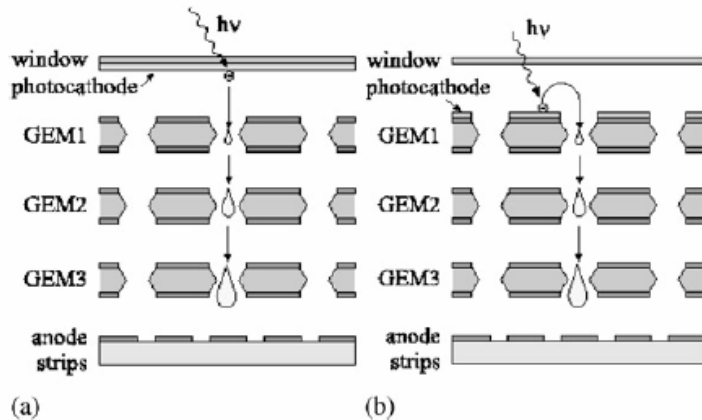 hν
window
photocathode
GEM1
GEM2
GEM3
anode
strips
(a)
hν
window
photocathode
GEM1
GEM2
GEM3
anode
strips
(b)